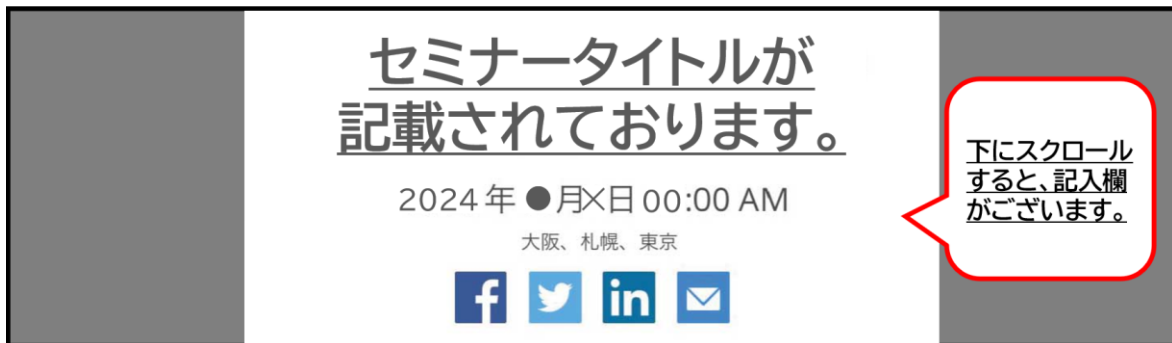 セミナータイトルが
記載されております。
2024年 ●月×日 00:00 AM
大阪、札幌、東京
下にスクロール
すると、記入欄
がございます。